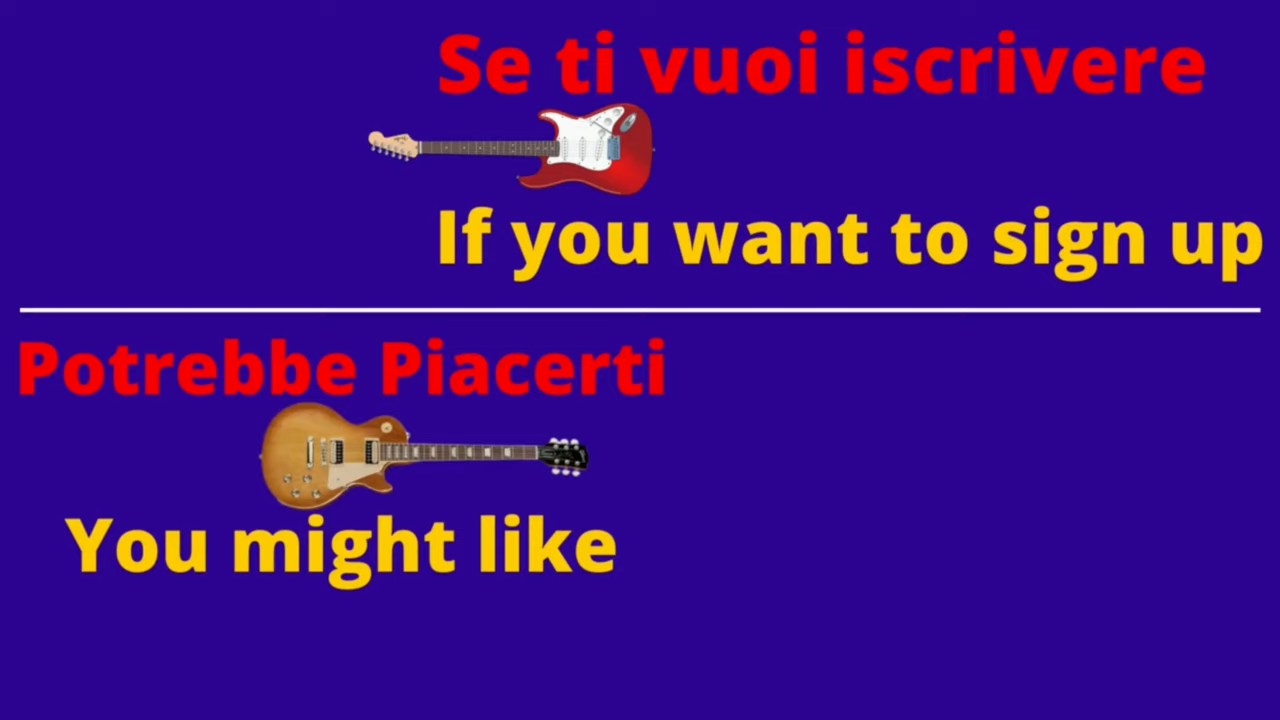 Se ti vuoi iscrivere
If you want to sign up
Potrebbe Piacerti
You might like